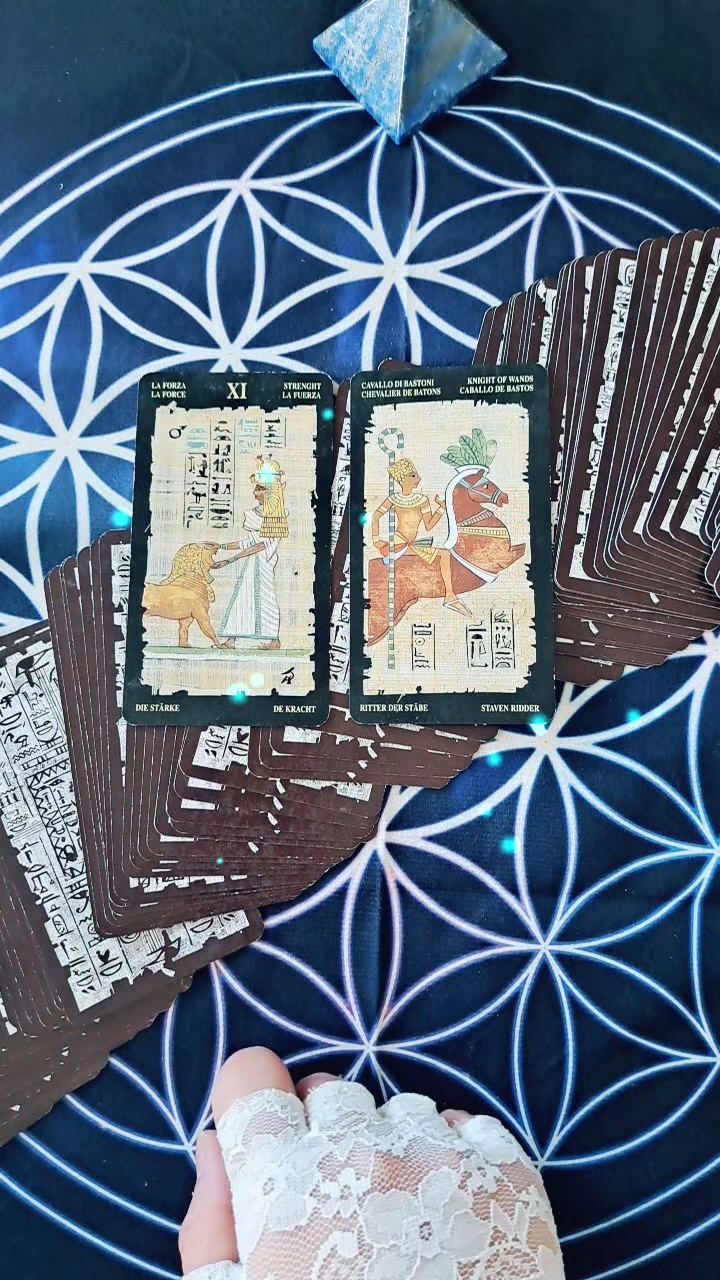 LA FORZA
LA FORCE
XI
STRENGHT
LA FUERZA
DIE STÄRKE
DE KRACHT
CAVALLO DI BASTONI
CHEVALIER DE BATONS
KNIGHT OF WANDS
CABALLO DE BASTOS
RITTER DER STÄBE
STAVEN RIDDER